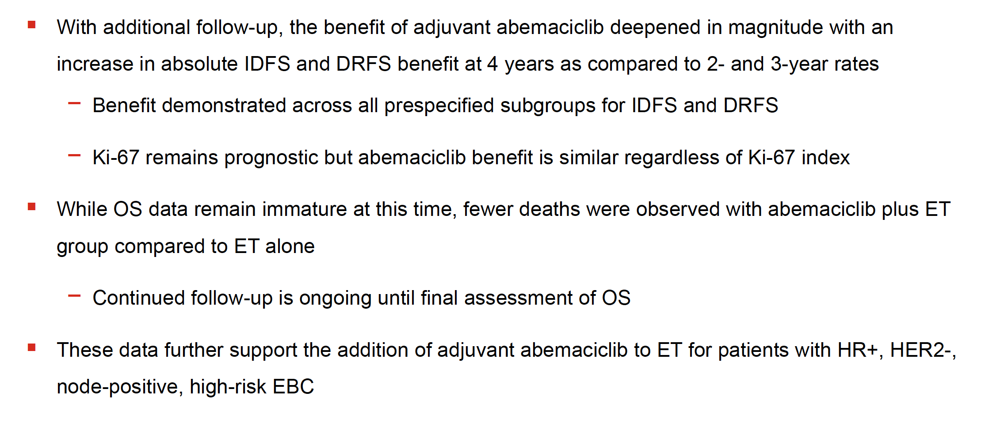 ▪ With additional follow-up, the benefit of adjuvant abemaciclib deepened in magnitude with an
increase in absolute IDFS and DRFS benefit at 4 years as compared to 2- and 3-year rates
– Benefit demonstrated across all prespecified subgroups for IDFS and DRFS
– Ki-67 remains prognostic but abemaciclib benefit is similar regardless of Ki-67 index
▪ While OS data remain immature at this time, fewer deaths were observed with abemaciclib plus ET
group compared to ET alone
– Continued follow-up is ongoing until final assessment of OS
▪ These data further support the addition of adjuvant abemaciclib to ET for patients with HR+, HER2-,
node-positive, high-risk EBC